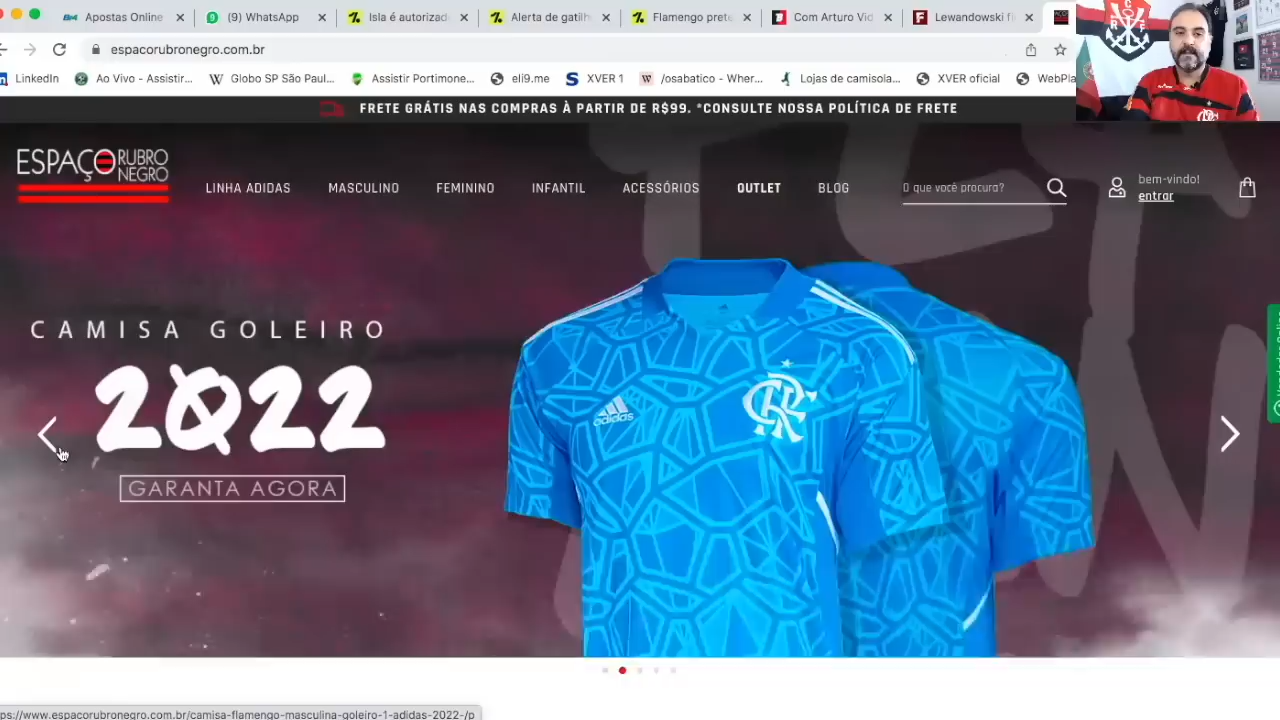 Apostas Online
(9) WhatsApp
Isla é autorizad
Alerta de gatilh
Flamengo prete
Com Arturo Vid
Lewandowski fi
espacorubronegro.com.br
LinkedIn
Ao Vivo - Assistir...
Globo SP São Paul...
Assistir Portimone...
eli9.me
XVER 1
/osabatico – Wher...
Lojas de camisola...
XVER oficial
WebPla
FRETE GRÁTIS NAS COMPRAS À PARTIR DE R$99. *CONSULTE NOSSA POLÍTICA DE FRETE
ESPAÇO RUBRO
NEGRO
LINHA ADIDAS
MASCULINO
FEMININO
INFANTIL
ACESSÓRIOS
OUTLET
BLOG
O que você procura?
bem-vindo!
entrar
CAMISA GOLEIRO
2022
GARANTA AGORA
adidas
CRF
ps://www.espacorubronegro.com.br/camisa-flamengo-masculina-goleiro-1-adidas-2022-/p